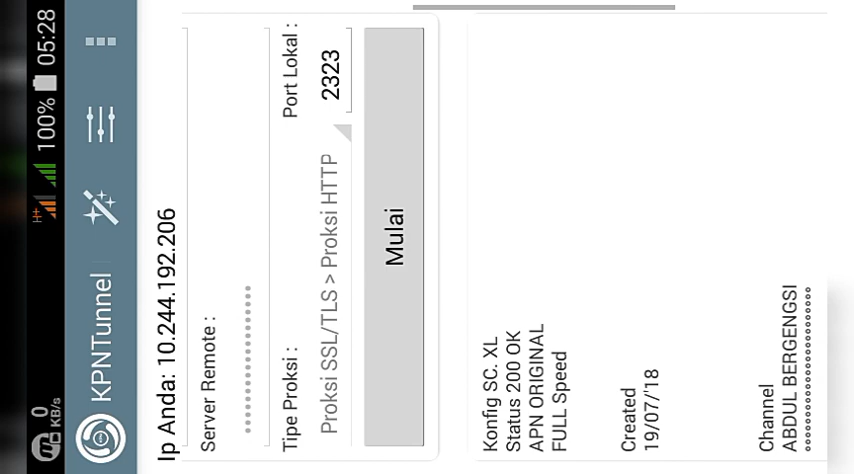 0
KB/s
H+
100% 05:28
KPNTunnel
Ip Anda: 10.244.192.206
Server Remote :
••••••••••••••••
Tipe Proksi :
Port Lokal :
Proksi SSL/TLS > Proksi HTTP
2323
Mulai
Konfig SC. XL
Status 200 OK
APN ORIGINAL
FULL Speed
Created
19/07/'18
Channel
ABDUL BERGENGSI